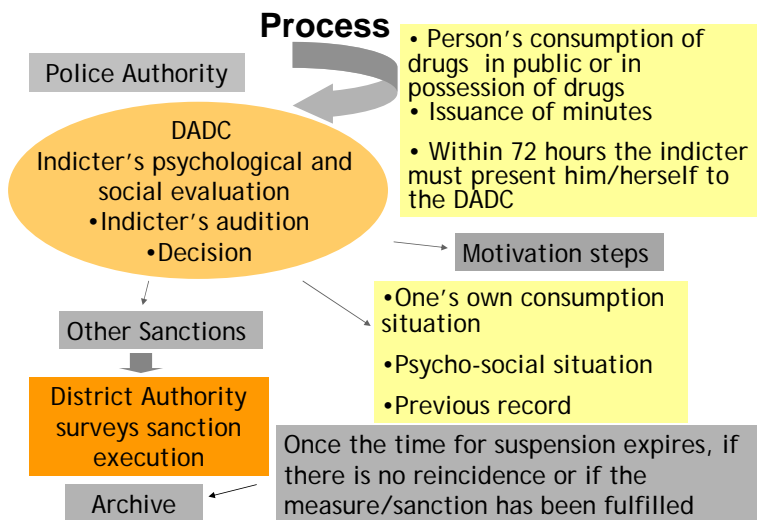 Process
Police Authority
• Person's consumption of
drugs in public or in
possession of drugs
• Issuance of minutes
• Within 72 hours the indicter
must present him/herself to
the DADC
DADC
Indicter's psychological and
social evaluation
•Indicter's audition
•Decision
Motivation steps
•One's own consumption
situation
•Psycho-social situation
•Previous record
Other Sanctions
District Authority
surveys sanction
execution
Once the time for suspension expires, if
there is no reincidence or if the
measure/sanction has been fulfilled
Archive